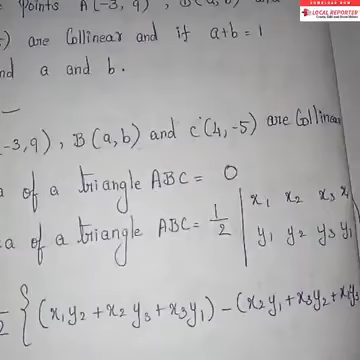 LOCAL REPORTER
points A(-3, 9), B(a,b) and
) are Collinear and if a+b=1
nd a and b.
-3,9), B(a,b) and C(4,-5) are Collinear
of a triangle ABC = 0
a of a triangle ABC = 1/2 | x1 x2 x3 x1
y1 y2 y3 y1 |
{ (x1y2+x2y3+x3y1) - (x2y1+x3y2+x1y3